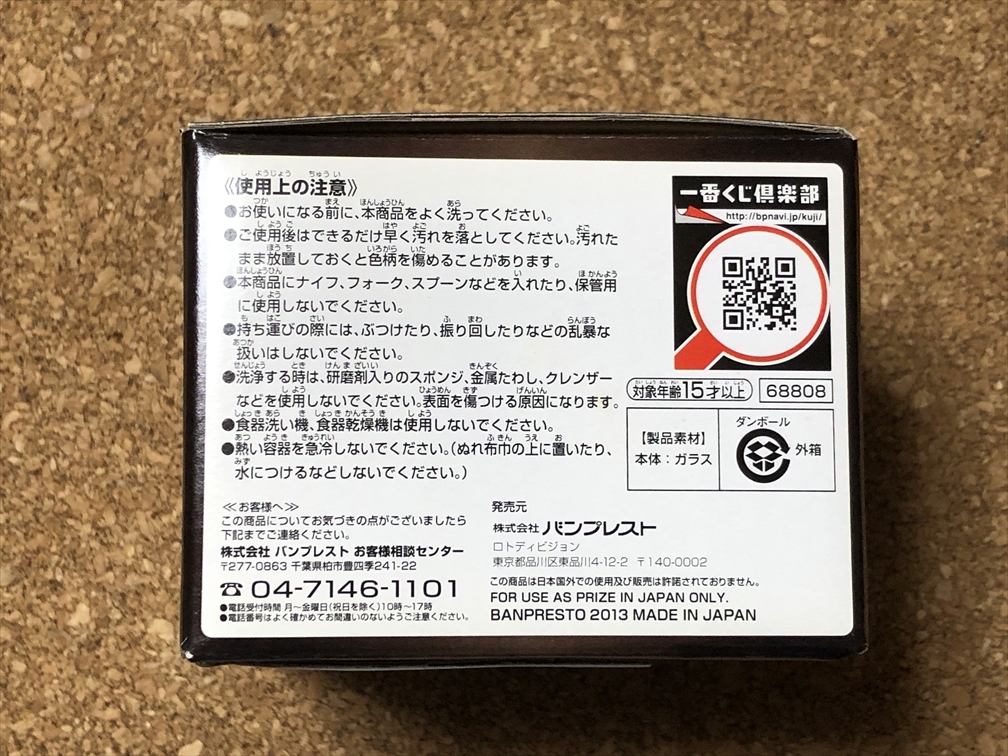 《使用上の注意》
●お使いになる前に、本商品をよく洗ってください。
●ご使用後はできるだけ早く汚れを落としてください。汚れた
まま放置しておくと色柄を傷めることがあります。
●本商品にナイフ、フォーク、スプーンなどを入れたり、保管用
に使用しないでください。
●持ち運びの際には、ぶつけたり、振り回したりなどの乱暴な
扱いはしないでください。
●洗浄する時は、研磨剤入りのスポンジ、金属たわし、クレンザー
などを使用しないでください。表面を傷つける原因になります。
●食器洗い機、食器乾燥機は使用しないでください。
●熱い容器を急冷しないでください。(ぬれ布巾の上に置いたり、
水につけるなどしないでください。)
一番くじ倶楽部
http://bpnavi.jp/kuji/
対象年齢15才以上
68808
【製品素材】
本体:ガラス
ダンボール
外箱
≪お客様へ≫
この商品についてお気づきの点がございましたら
下記までご連絡ください。
株式会社 バンプレスト お客様相談センター
〒277-0863 千葉県柏市豊四季241-22
☎04-7146-1101
●電話受付時間 月~金曜日(祝日を除く)10時~17時
●電話番号はよく確かめてお間違いのないようご注意ください。
発売元
株式会社 バンプレスト
ロトディビジョン
東京都品川区東品川4-12-2 〒140-0002
この商品は日本国外での使用及び販売は許諾されておりません。
FOR USE AS PRIZE IN JAPAN ONLY.
BANPRESTO 2013 MADE IN JAPAN